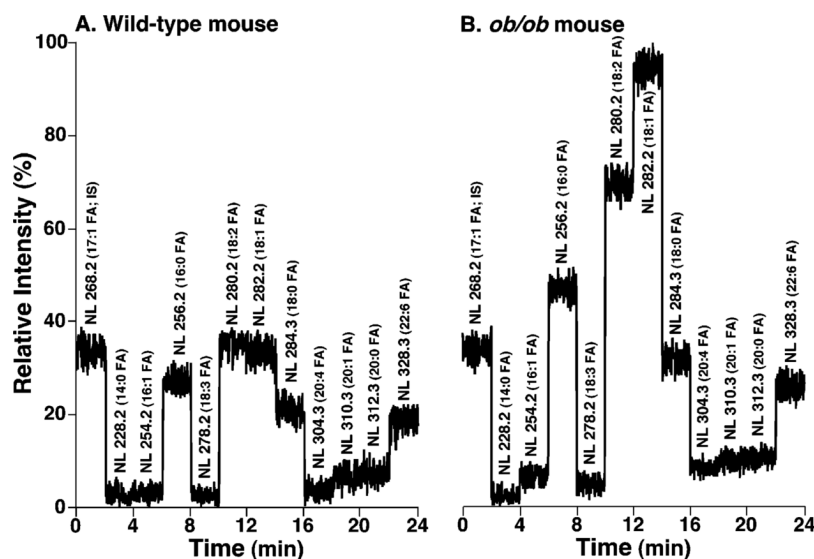 A. Wild-type mouse
B. ob/ob mouse
Relative Intensity (%)
100
80
60
40
20
0
NL 268.2 (17:1 FA; IS)
NL 228.2 (14:0 FA)
NL 254.2 (16:1 FA)
NL 256.2 (16:0 FA)
NL 278.2 (18:3 FA)
NL 280.2 (18:2 FA)
NL 282.2 (18:1 FA)
NL 284.3 (18:0 FA)
NL 304.3 (20:4 FA)
NL 310.3 (20:1 FA)
NL 312.3 (20:0 FA)
NL 328.3 (22:6 FA)
0 4 8 12 16 20 24
Time (min)
NL 268.2 (17:1 FA; IS)
NL 228.2 (14:0 FA)
NL 254.2 (16:1 FA)
NL 256.2 (16:0 FA)
NL 278.2 (18:3 FA)
NL 280.2 (18:2 FA)
NL 282.2 (18:1 FA)
NL 284.3 (18:0 FA)
NL 304.3 (20:4 FA)
NL 310.3 (20:1 FA)
NL 312.3 (20:0 FA)
NL 328.3 (22:6 FA)
0 4 8 12 16 20 24
Time (min)